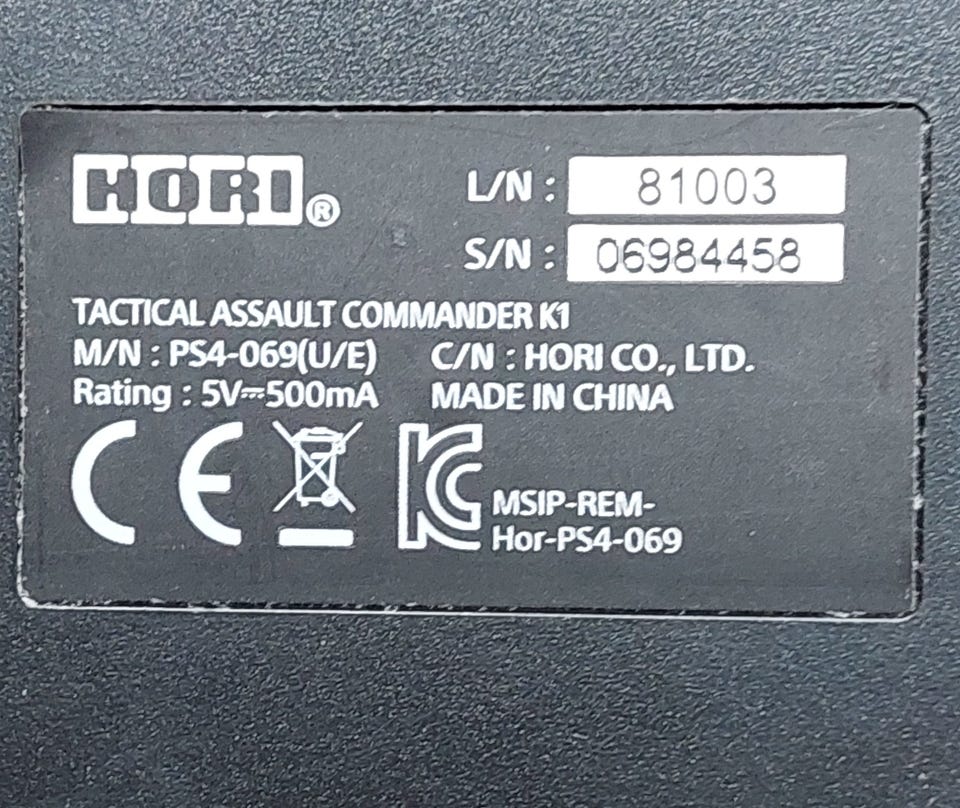 HORI®
L/N : 81003
S/N : 06984458
TACTICAL ASSAULT COMMANDER K1
M/N : PS4-069(U/E) C/N : HORI CO., LTD.
Rating : 5V⎓500mA MADE IN CHINA
CE
KC
MSIP-REM-
Hor-PS4-069